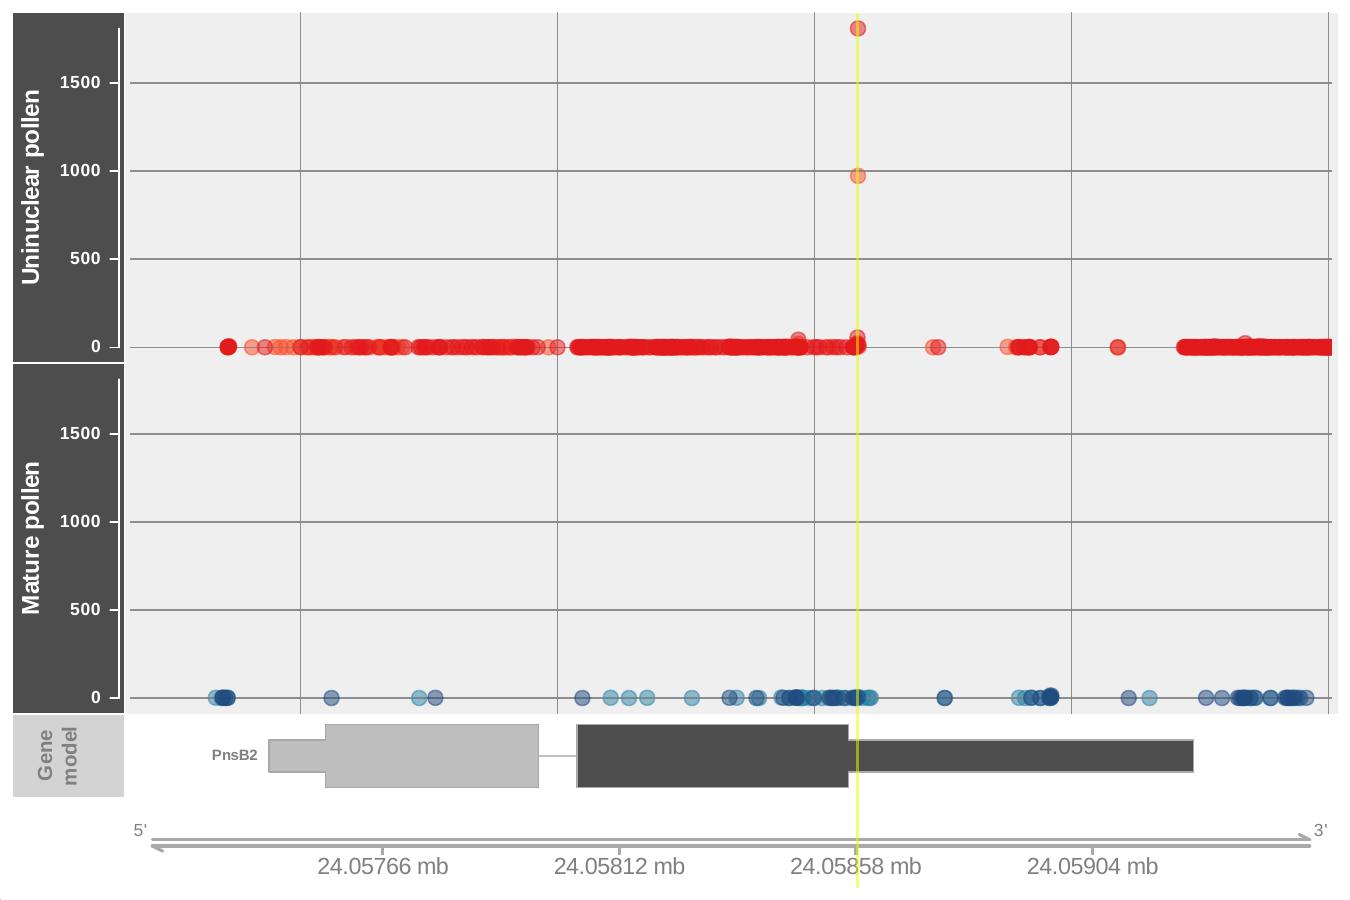 Uninuclear pollen
1500
1000
500
0
Mature pollen
1500
1000
500
0
Gene
model
PnsB2
5'
3'
24.05766 mb
24.05812 mb
24.05858 mb
24.05904 mb